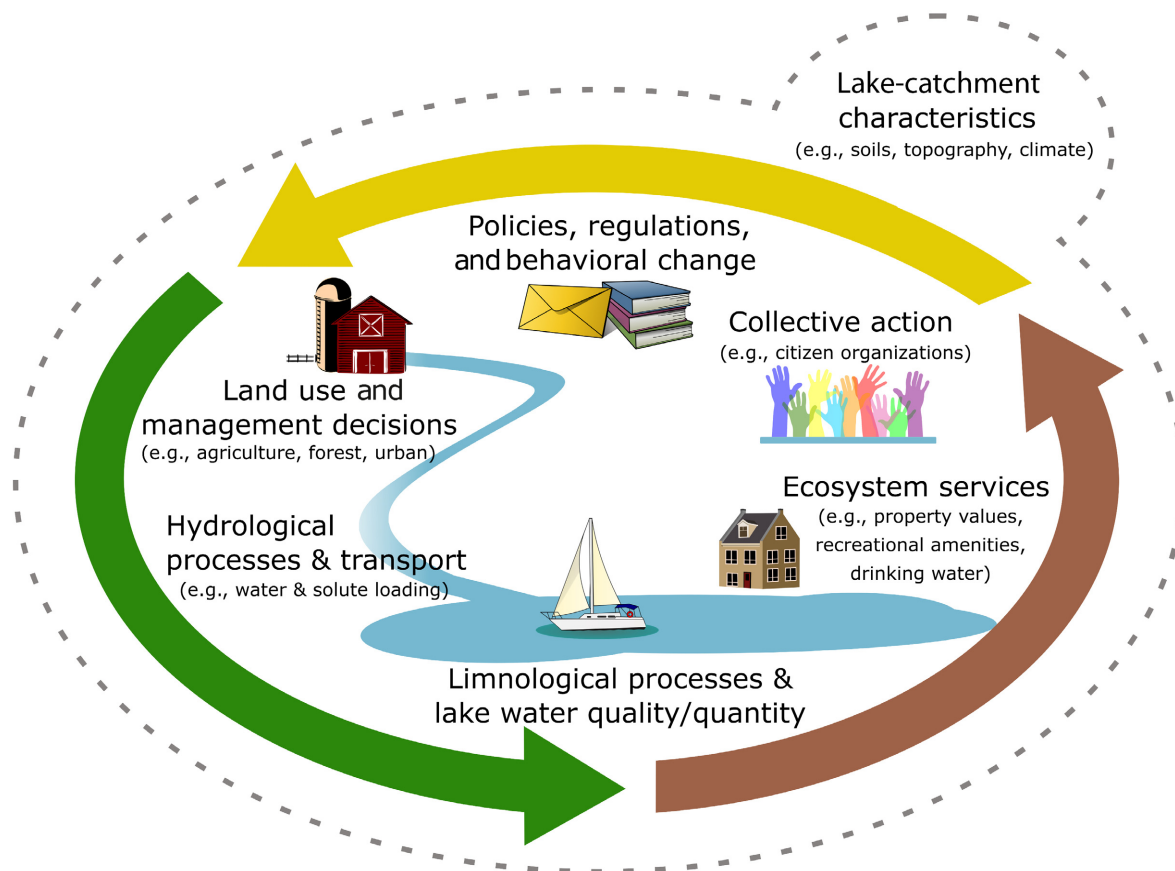 Lake-catchment
characteristics
(e.g., soils, topography, climate)
Policies, regulations,
and behavioral change
Collective action
(e.g., citizen organizations)
Land use and
management decisions
(e.g., agriculture, forest, urban)
Ecosystem services
(e.g., property values,
recreational amenities,
drinking water)
Hydrological
processes & transport
(e.g., water & solute loading)
Limnological processes &
lake water quality/quantity